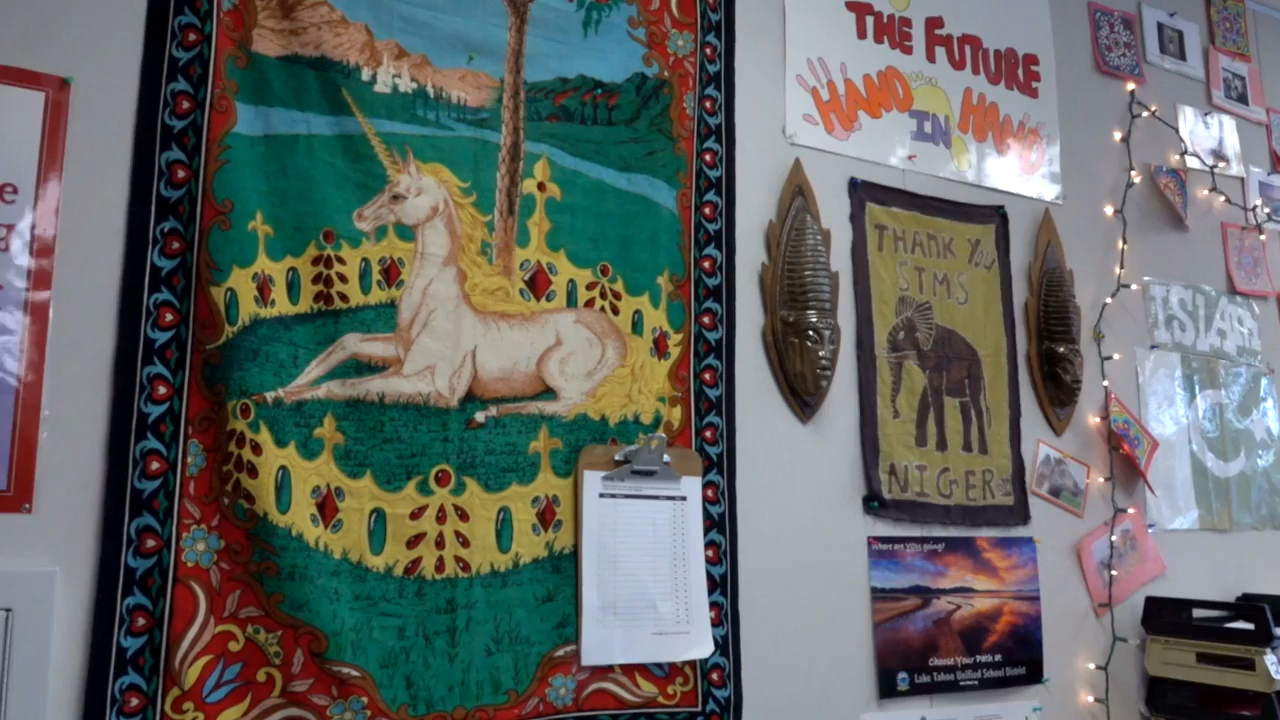 THE FUTURE
HAND
IN
HAND
THANK YOU
STMS
NIGER
Where are YOU going?
Choose Your Path at
Lake Tahoe Unified School District
ISLAM
e